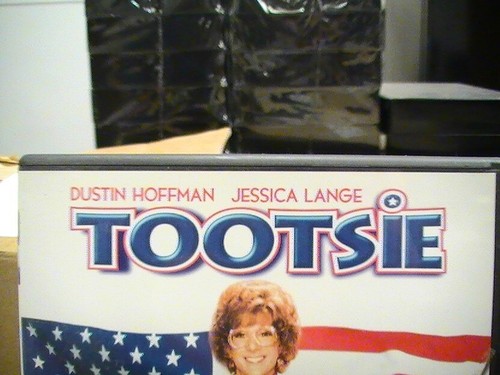 DUSTIN HOFFMAN JESSICA LANGE
TOOTSiE